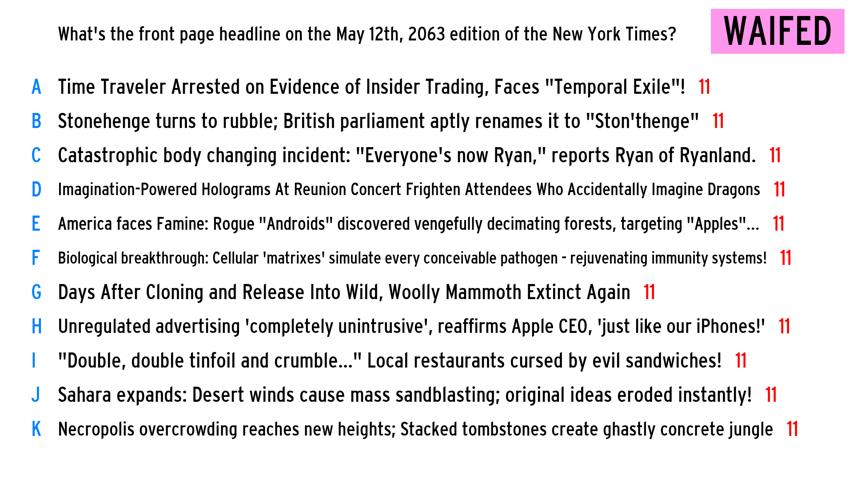 What's the front page headline on the May 12th, 2063 edition of the New York Times?
WAIFED
A Time Traveler Arrested on Evidence of Insider Trading, Faces "Temporal Exile"! 11
B Stonehenge turns to rubble; British parliament aptly renames it to "Ston'thenge" 11
C Catastrophic body changing incident: "Everyone's now Ryan," reports Ryan of Ryanland. 11
D Imagination-Powered Holograms At Reunion Concert Frighten Attendees Who Accidentally Imagine Dragons 11
E America faces Famine: Rogue "Androids" discovered vengefully decimating forests, targeting "Apples"... 11
F Biological breakthrough: Cellular 'matrixes' simulate every conceivable pathogen - rejuvenating immunity systems! 11
G Days After Cloning and Release Into Wild, Woolly Mammoth Extinct Again 11
H Unregulated advertising 'completely unintrusive', reaffirms Apple CEO, 'just like our iPhones!' 11
I "Double, double tinfoil and crumble..." Local restaurants cursed by evil sandwiches! 11
J Sahara expands: Desert winds cause mass sandblasting; original ideas eroded instantly! 11
K Necropolis overcrowding reaches new heights; Stacked tombstones create ghastly concrete jungle 11